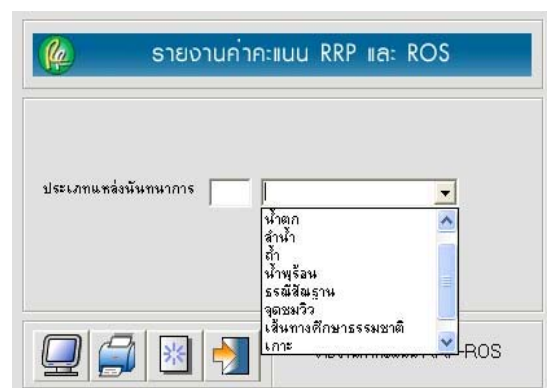 รายงานค่าคะแนน RRP และ ROS
ประเภทแหล่งนันทนาการ
น้ำตก
ลำน้ำ
ถ้ำ
น้ำพุร้อน
ธรณีสัณฐาน
จุดชมวิว
เส้นทางศึกษาธรรมชาติ
เกาะ
-ROS